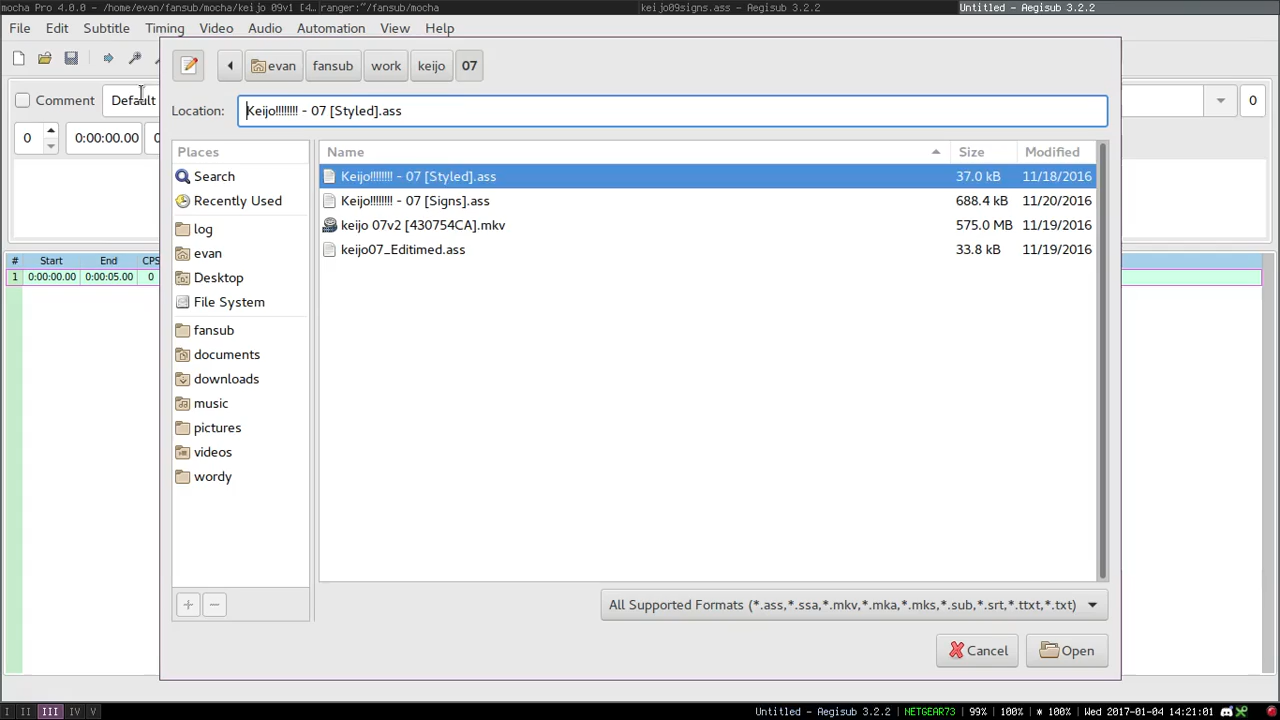 mocha Pro 4.0.0 - /home/evan/fansub/mocha/keijo 09v1 [4… ranger:~/fansub/mocha keijo09signs.ass - Aegisub 3.2.2 Untitled - Aegisub 3.2.2
File Edit Subtitle Timing Video Audio Automation View Help
evan fansub work keijo 07
Comment Default Location: Keijo!!!!!!!! - 07 [Styled].ass 0
0 0:00:00.00 0
Places Name Size Modified
Search Keijo!!!!!!!! - 07 [Styled].ass 37.0 kB 11/18/2016
Recently Used Keijo!!!!!!!! - 07 [Signs].ass 688.4 kB 11/20/2016
log keijo 07v2 [430754CA].mkv 575.0 MB 11/19/2016
evan keijo07_Editimed.ass 33.8 kB 11/19/2016
# Start End CPS
1 0:00:00.00 0:00:05.00 0 Desktop
File System
fansub
documents
downloads
music
pictures
videos
wordy
All Supported Formats (*.ass,*.ssa,*.mkv,*.mka,*.mks,*.sub,*.srt,*.ttxt,*.txt)
Cancel Open
I II III IV V Untitled - Aegisub 3.2.2 | NETGEAR73 | 99% | 100% | * 100% | Wed 2017-01-04 14:21:01